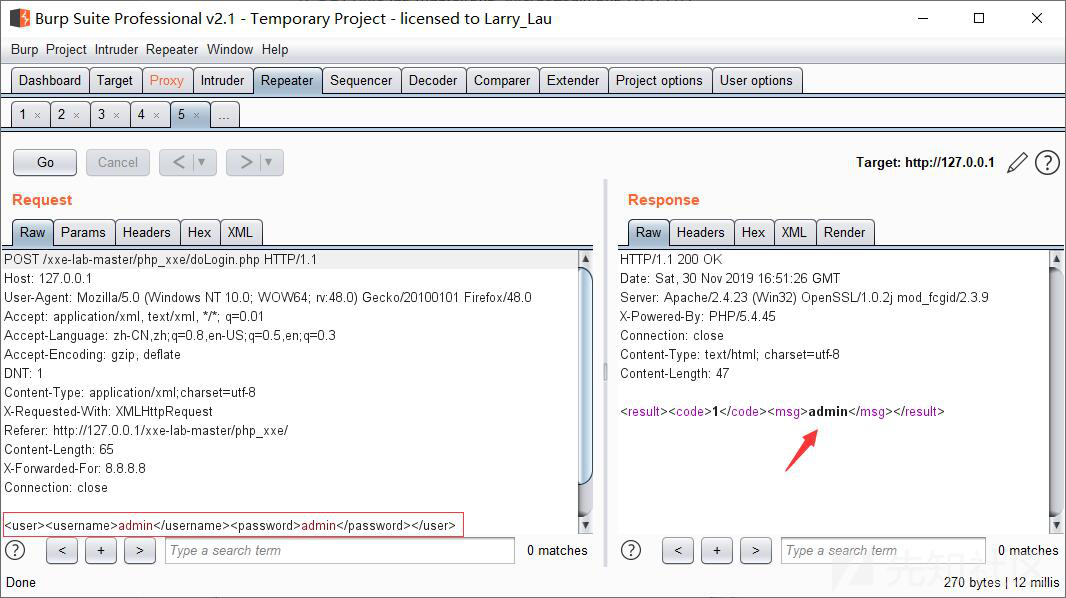 Burp Suite Professional v2.1 - Temporary Project - licensed to Larry_Lau
Burp Project Intruder Repeater Window Help
Dashboard Target Proxy Intruder Repeater Sequencer Decoder Comparer Extender Project options User options
1 × 2 × 3 × 4 × 5 × ...
Go Cancel < ▼ > ▼ Target: http://127.0.0.1 ?
Request
Raw Params Headers Hex XML
POST /xxe-lab-master/php_xxe/doLogin.php HTTP/1.1
Host: 127.0.0.1
User-Agent: Mozilla/5.0 (Windows NT 10.0; WOW64; rv:48.0) Gecko/20100101 Firefox/48.0
Accept: application/xml, text/xml, */*; q=0.01
Accept-Language: zh-CN,zh;q=0.8,en-US;q=0.5,en;q=0.3
Accept-Encoding: gzip, deflate
DNT: 1
Content-Type: application/xml;charset=utf-8
X-Requested-With: XMLHttpRequest
Referer: http://127.0.0.1/xxe-lab-master/php_xxe/
Content-Length: 65
X-Forwarded-For: 8.8.8.8
Connection: close
<user><username>admin</username><password>admin</password></user>
? < + > Type a search term 0 matches
Response
Raw Headers Hex XML Render
HTTP/1.1 200 OK
Date: Sat, 30 Nov 2019 16:51:26 GMT
Server: Apache/2.4.23 (Win32) OpenSSL/1.0.2j mod_fcgid/2.3.9
X-Powered-By: PHP/5.4.45
Connection: close
Content-Type: text/html; charset=utf-8
Content-Length: 47
<result><code>1</code><msg>admin</msg></result>
? < + > Type a search term 0 matches
先知社区
Done 270 bytes | 12 millis